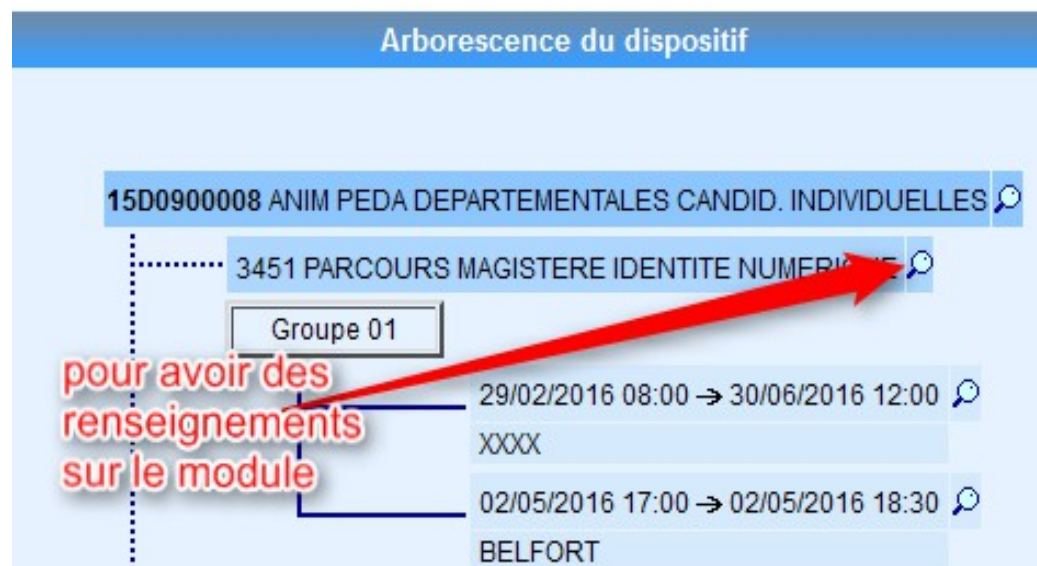 Arborescence du dispositif
15D0900008 ANIM PEDA DEPARTEMENTALES CANDID. INDIVIDUELLES
3451 PARCOURS MAGISTERE IDENTITE NUMERIQUE
Groupe 01
pour avoir des
renseignements
sur le module
29/02/2016 08:00 → 30/06/2016 12:00
XXXX
02/05/2016 17:00 → 02/05/2016 18:30
BELFORT